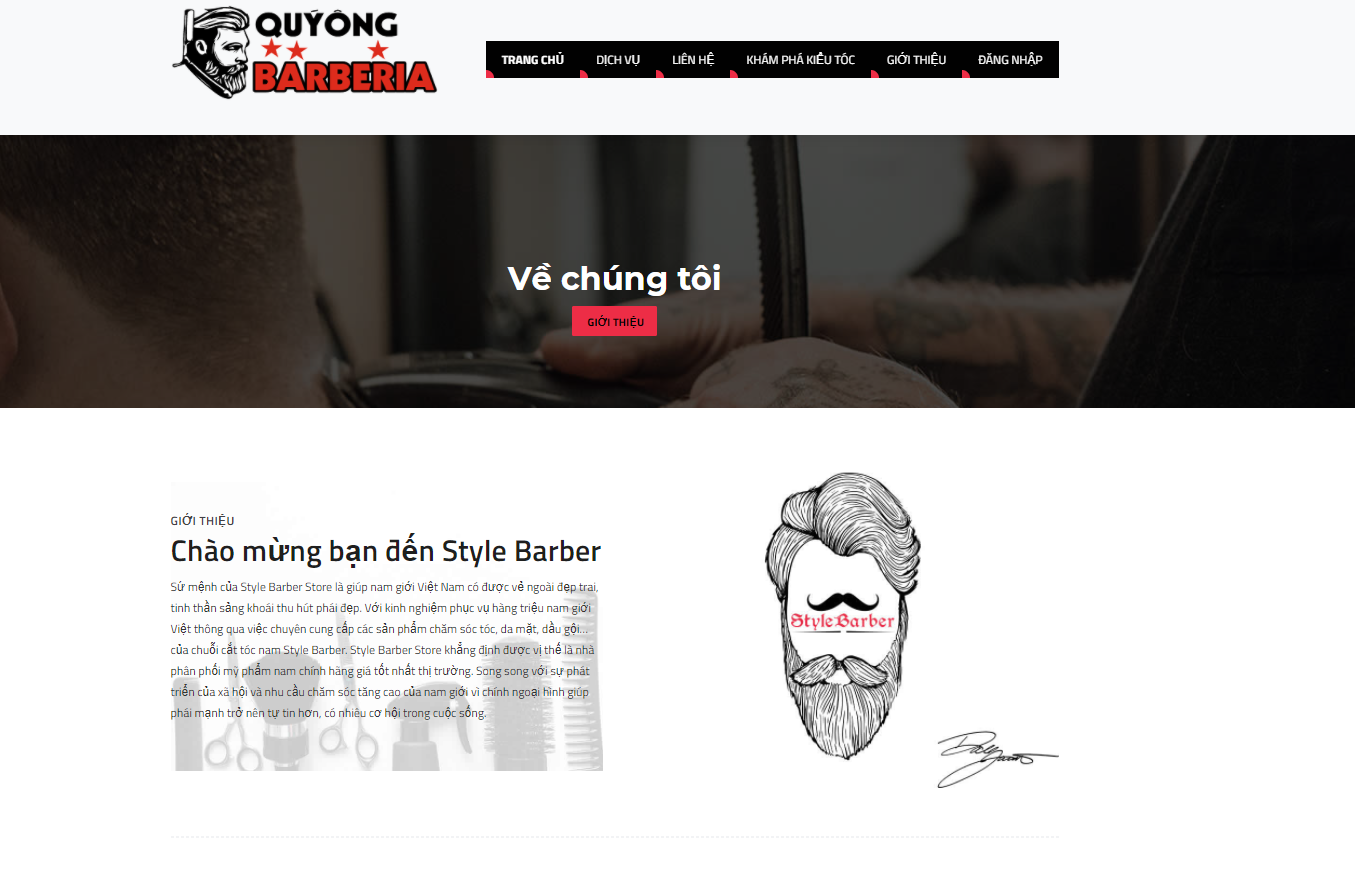 QUÝÔNG
BARBERIA
TRANG CHỦ
DỊCH VỤ
LIÊN HỆ
KHÁM PHÁ KIỂU TÓC
GIỚI THIỆU
ĐĂNG NHẬP
Về chúng tôi
GIỚI THIỆU
GIỚI THIỆU
Chào mừng bạn đến Style Barber
Sứ mệnh của Style Barber Store là giúp nam giới Việt Nam có được vẻ ngoài đẹp trai,
tinh thần sảng khoái thu hút phái đẹp. Với kinh nghiệm phục vụ hàng triệu nam giới
Việt thông qua việc chuyên cung cấp các sản phẩm chăm sóc tóc, da mặt, dầu gội...
của chuỗi cắt tóc nam Style Barber. Style Barber Store khẳng định được vị thế là nhà
phân phối mỹ phẩm nam chính hãng giá tốt nhất thị trường. Song song với sự phát
triển của xã hội và nhu cầu chăm sóc tăng cao của nam giới vì chính ngoại hình giúp
phái mạnh trở nên tự tin hơn, có nhiều cơ hội trong cuộc sống.
StyleBarber